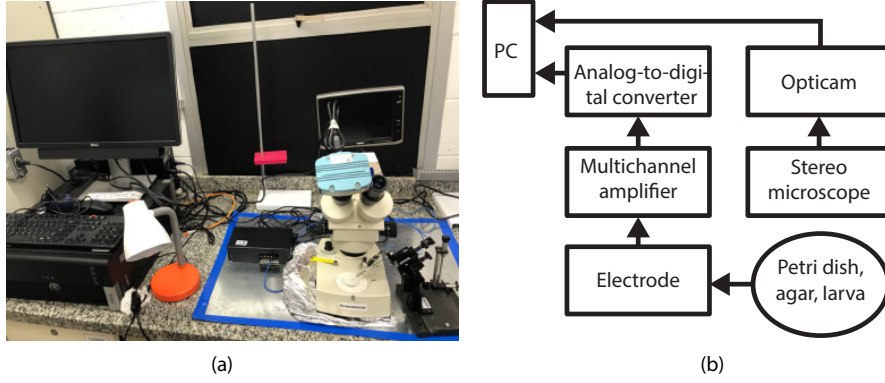 PC
Analog-to-digi-
tal converter
Opticam
Multichannel
amplifier
Stereo
microscope
Electrode
Petri dish,
agar, larva
(a)
(b)